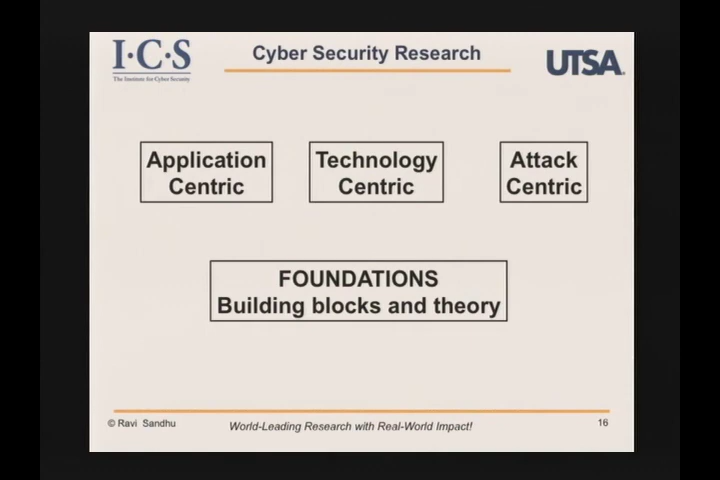 I·C·S
The Institute for Cyber Security
Cyber Security Research
UTSA
Application
Centric
Technology
Centric
Attack
Centric
FOUNDATIONS
Building blocks and theory
© Ravi Sandhu
World-Leading Research with Real-World Impact!
16